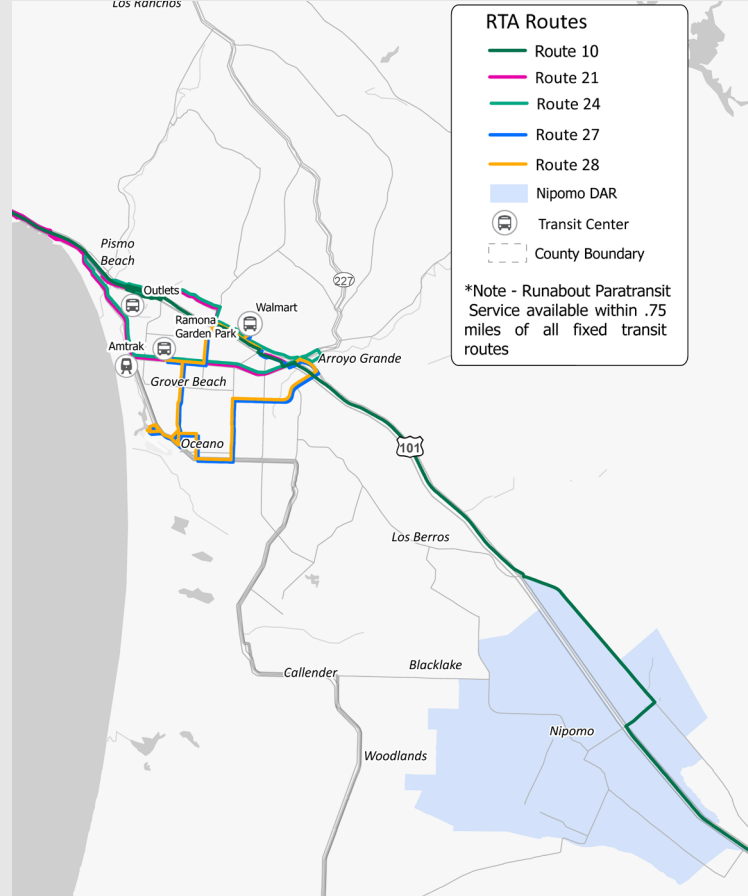 Los Ranchos
RTA Routes
Route 10
Route 21
Route 24
Route 27
Route 28
Nipomo DAR
Transit Center
County Boundary
*Note - Runabout Paratransit
Service available within .75
miles of all fixed transit
routes
Pismo
Beach
227
Outlets
Walmart
Ramona
Garden Park
Amtrak
Arroyo Grande
Grover Beach
Oceano
101
Los Berros
Blacklake
Callender
Nipomo
Woodlands